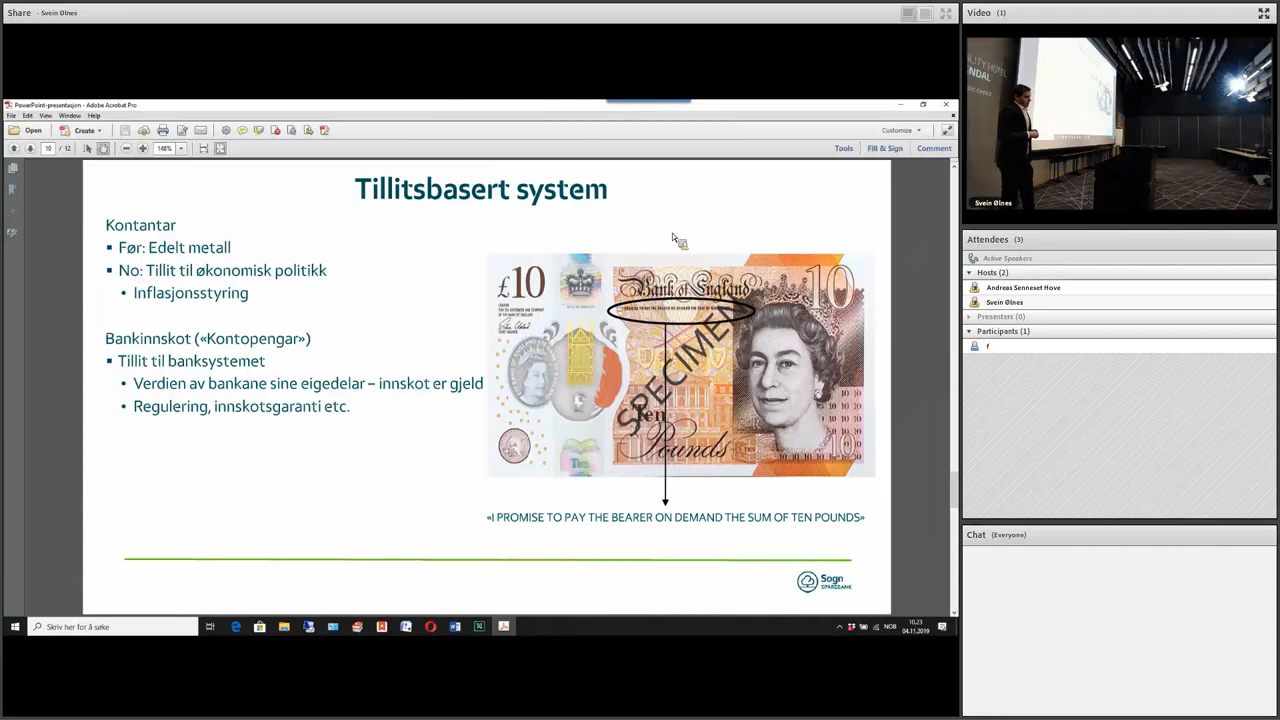 Share - Svein Ølnes
PowerPoint-presentasjon - Adobe Acrobat Pro
File Edit View Window Help
Open Create Customize
10 / 12 148% Tools Fill & Sign Comment
Tillitsbasert system
Kontantar
▪ Før: Edelt metall
▪ No: Tillit til økonomisk politikk
• Inflasjonsstyring
Bankinnskot («Kontopengar»)
▪ Tillit til banksystemet
• Verdien av bankane sine eigedelar – innskot er gjeld
• Regulering, innskotsgaranti etc.
£10
Bank of England
10
SPECIMEN
Ten
Pounds
Ten
10
«I PROMISE TO PAY THE BEARER ON DEMAND THE SUM OF TEN POUNDS»
Sogn
SPAREBANK
Skriv her for å søke
NOB
10.23
04.11.2019
Video (1)
Svein Ølnes
Attendees (3)
Active Speakers
Hosts (2)
Andreas Senneset Hove
Svein Ølnes
Presenters (0)
Participants (1)
f
Chat (Everyone)